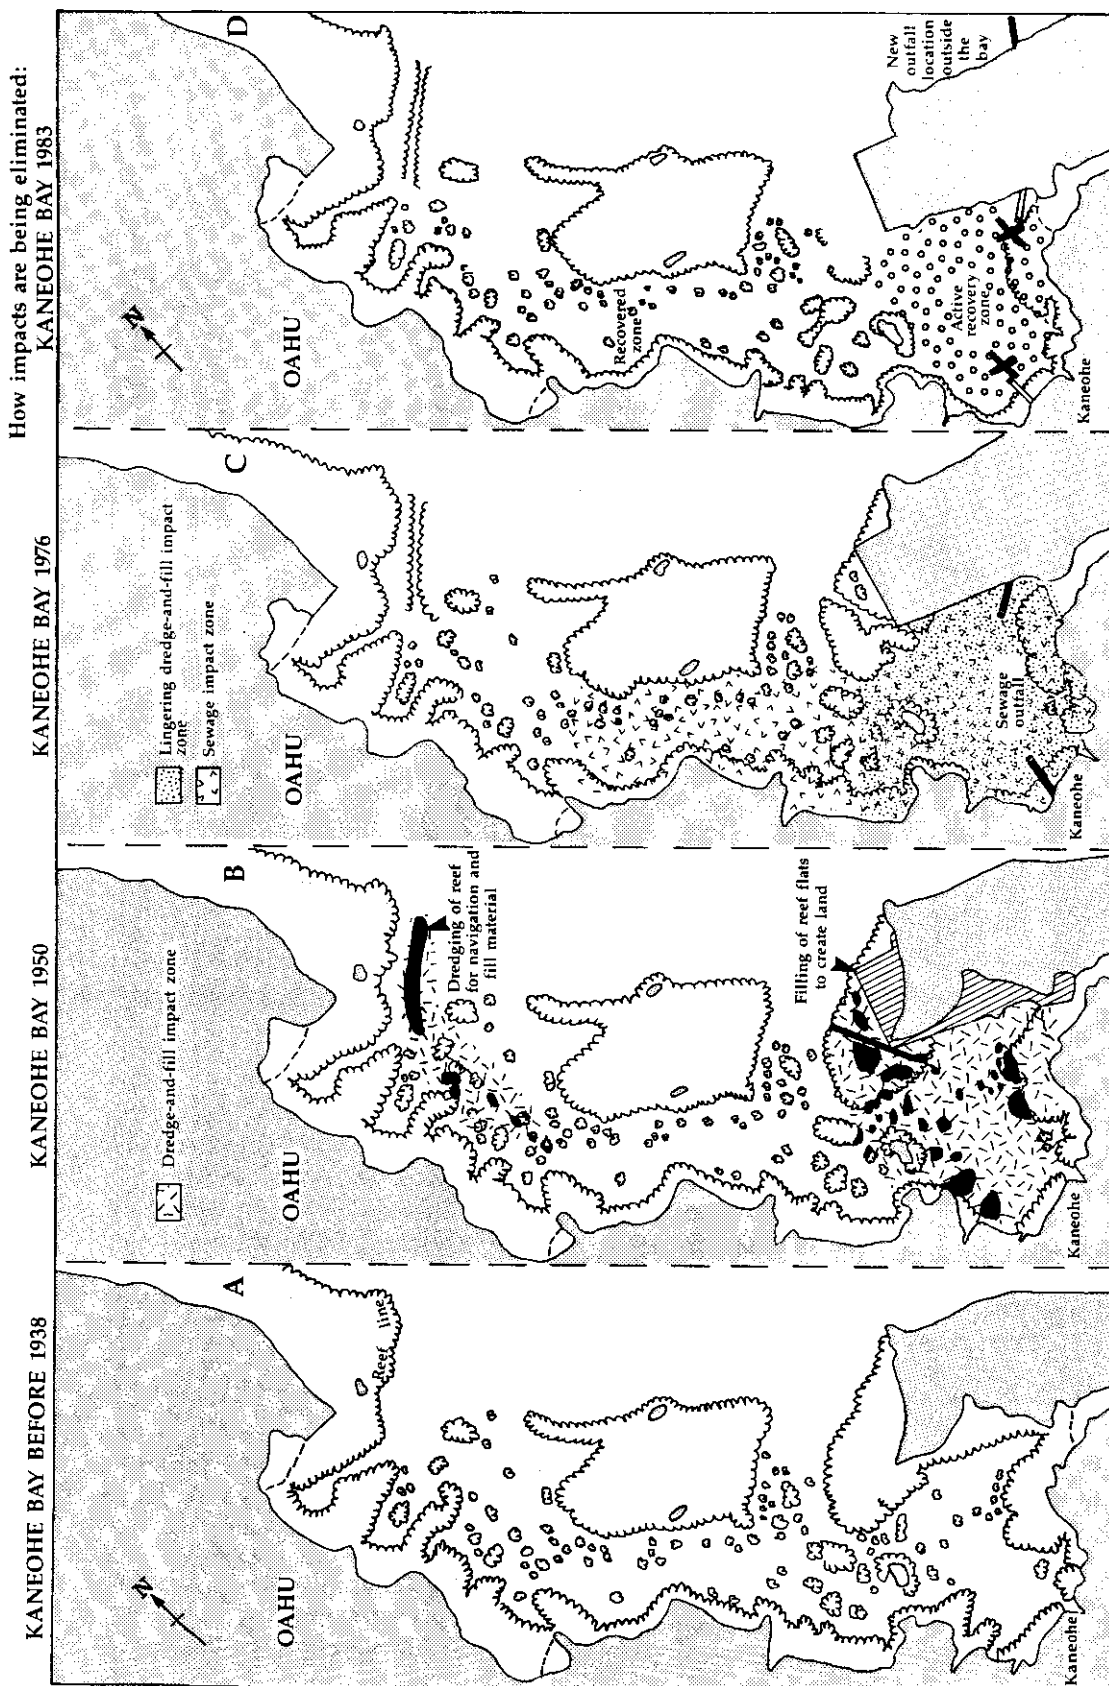 KANEOHE BAY BEFORE 1938
A
N
OAHU
Reef line
Kaneohe
KANEOHE BAY 1950
B
Dredge-and-fill impact zone
OAHU
Dredging of reef
for navigation and
fill material
Filling of reef flats
to create land
Kaneohe
KANEOHE BAY 1976
C
Lingering dredge-and-fill impact
zone
Sewage impact zone
OAHU
Sewage
outfall
Kaneohe
How impacts are being eliminated:
KANEOHE BAY 1983
D
N
OAHU
Recovered
zone
Active
recovery
zone
New
outfall
location
outside
the
bay
Kaneohe